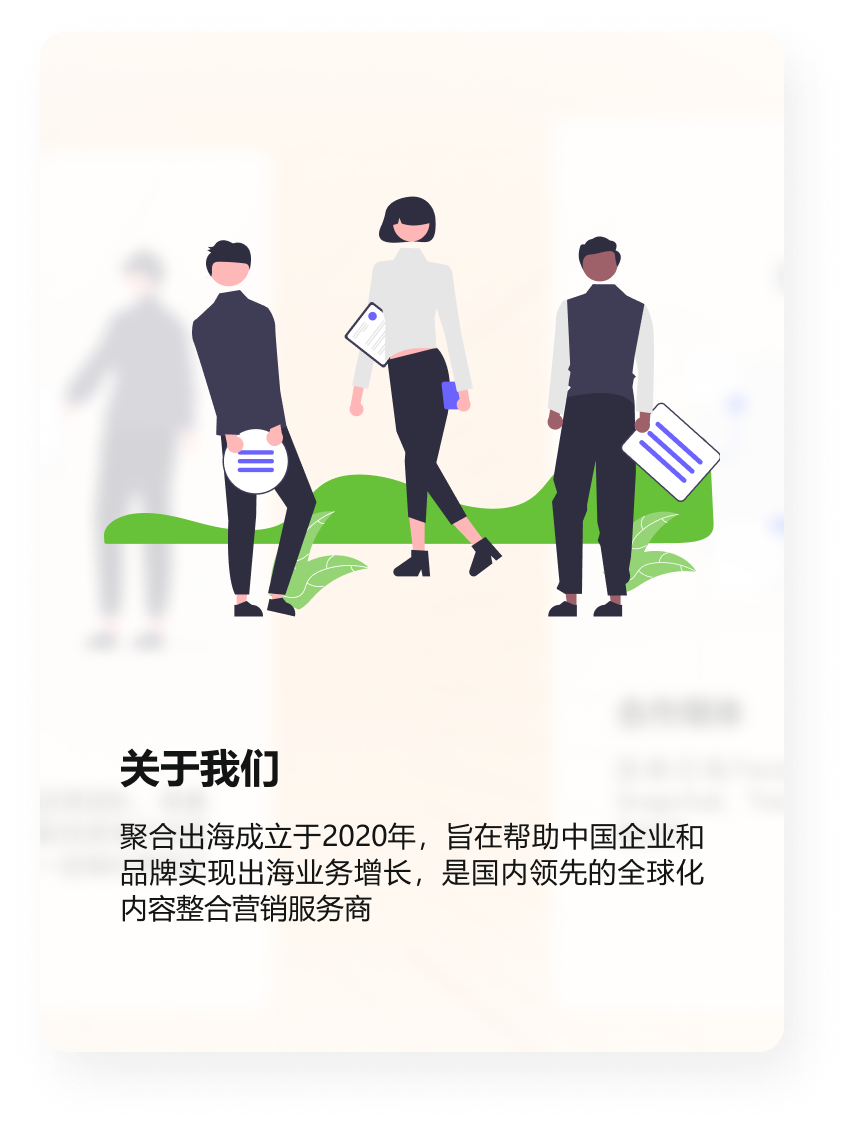 关于我们
聚合出海成立于2020年，旨在帮助中国企业和
品牌实现出海业务增长，是国内领先的全球化
内容整合营销服务商